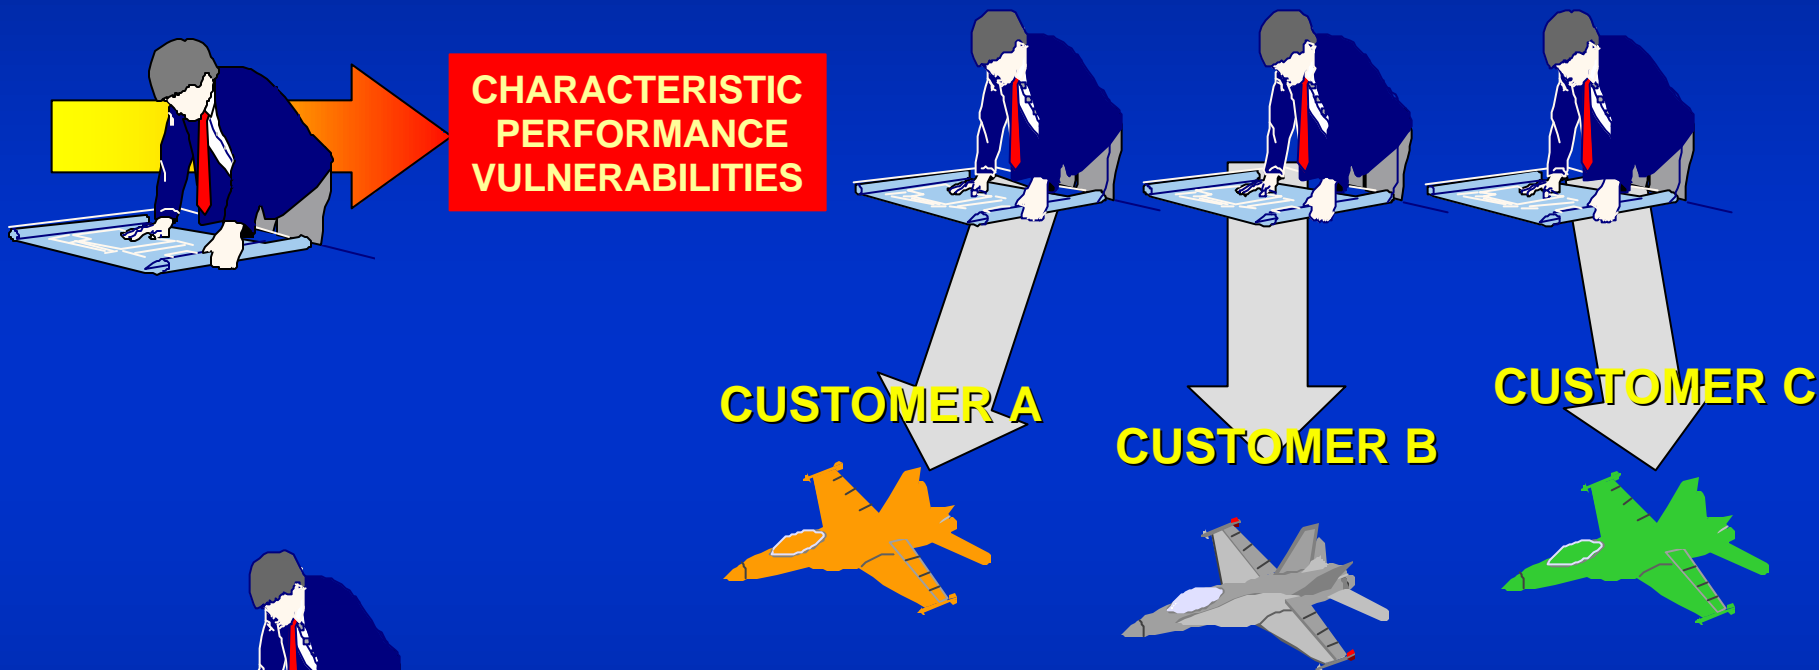 CHARACTERISTIC
PERFORMANCE
VULNERABILITIES
CUSTOMER A
CUSTOMER B
CUSTOMER C